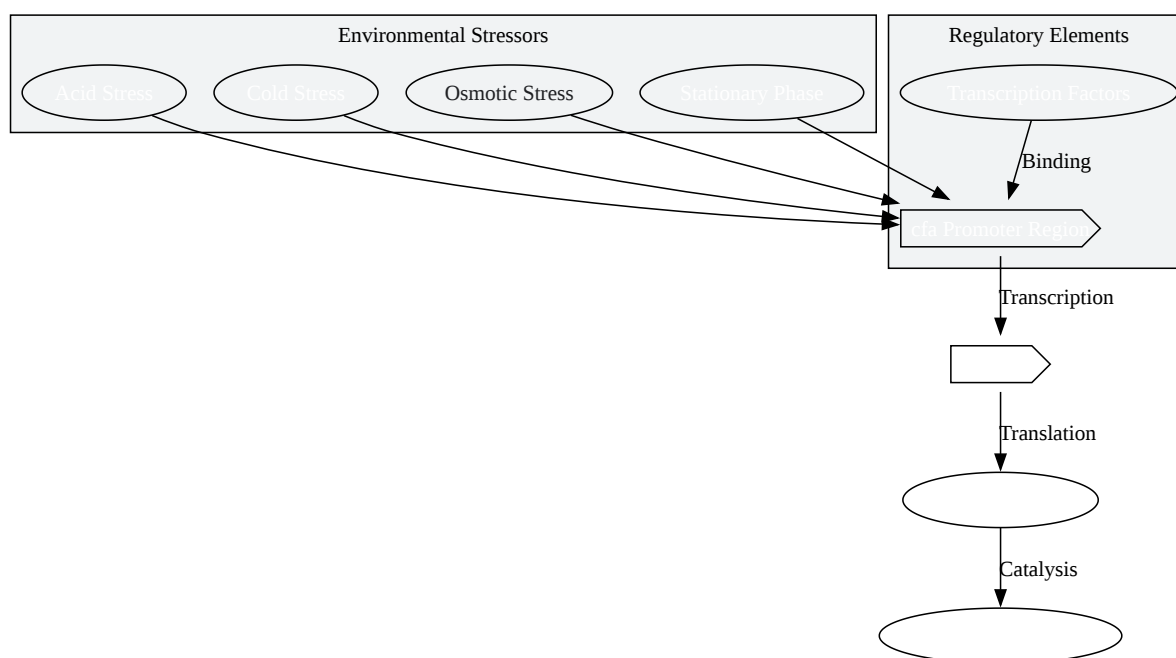 Environmental Stressors
Regulatory Elements
Acid Stress
Cold Stress
Osmotic Stress
Stationary Phase
Transcription Factors
Binding
cfa Promoter Region
Transcription
Translation
Catalysis